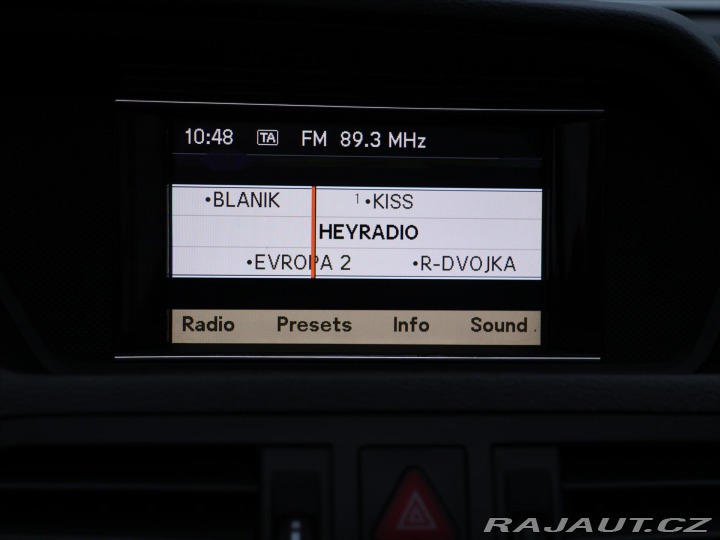 10:48 TA FM 89.3 MHz
•BLANIK 1•KISS
HEYRADIO
•EVROPA 2 •R-DVOJKA
Radio Presets Info Sound
RAJAUT.CZ